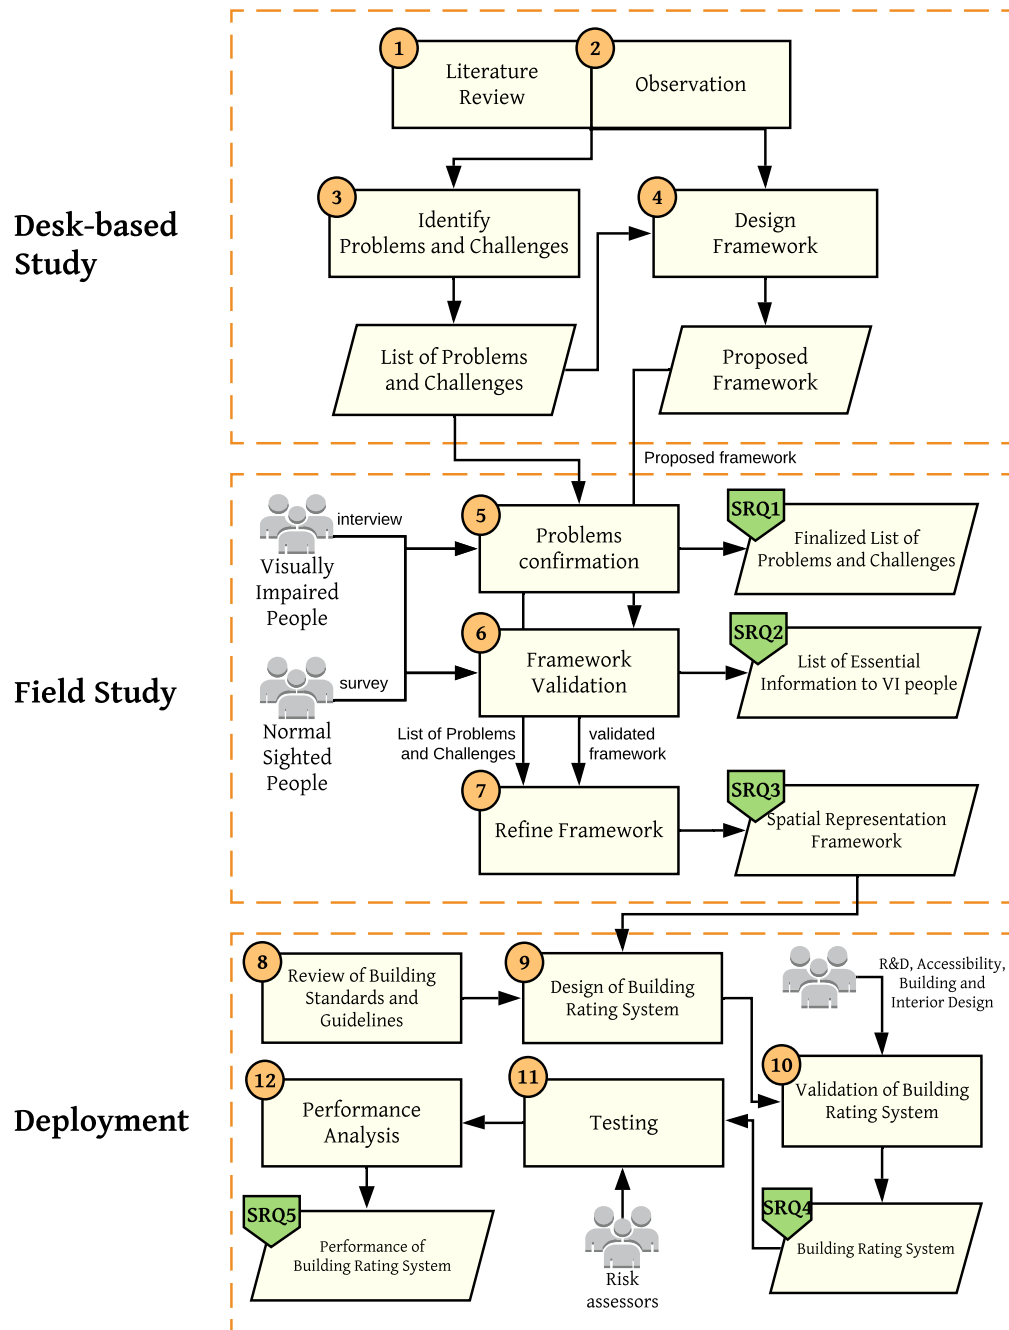 Desk-based
Study
1
Literature
Review
2
Observation
3
Identify
Problems and Challenges
4
Design
Framework
List of Problems
and Challenges
Proposed
Framework
Proposed framework
Field Study
Visually
Impaired
People
interview
Normal
Sighted
People
survey
5
Problems
confirmation
SRQ1
Finalized List of
Problems and Challenges
6
Framework
Validation
SRQ2
List of Essential
Information to VI people
List of Problems
and Challenges
validated
framework
7
Refine Framework
SRQ3
Spatial Representation
Framework
Deployment
8
Review of Building
Standards and
Guidelines
9
Design of Building
Rating System
R&D, Accessibility,
Building and
Interior Design
10
Validation of Building
Rating System
11
Testing
12
Performance
Analysis
SRQ4
Building Rating System
SRQ5
Performance of
Building Rating System
Risk
assessors